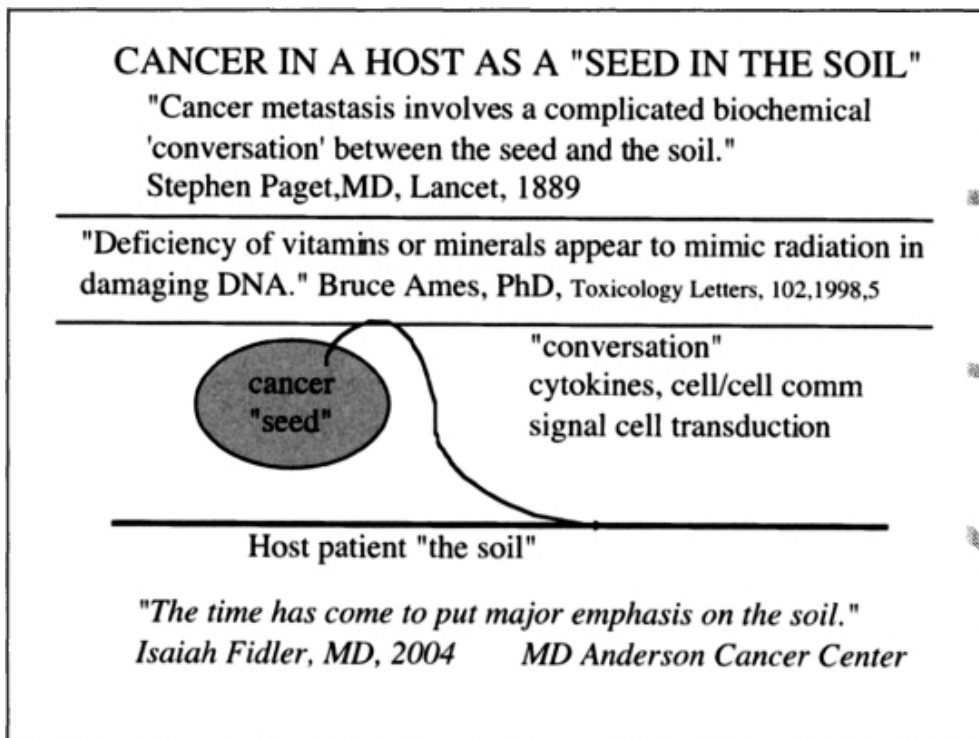 CANCER IN A HOST AS A "SEED IN THE SOIL"
"Cancer metastasis involves a complicated biochemical
'conversation' between the seed and the soil."
Stephen Paget,MD, Lancet, 1889
"Deficiency of vitamins or minerals appear to mimic radiation in
damaging DNA." Bruce Ames, PhD, Toxicology Letters, 102,1998,5
"conversation"
cancer
cytokines, cell/cell comm
"seed"
signal cell transduction
Host patient "the soil"
"The time has come to put major emphasis on the soil."
Isaiah Fidler, MD, 2004 MD Anderson Cancer Center